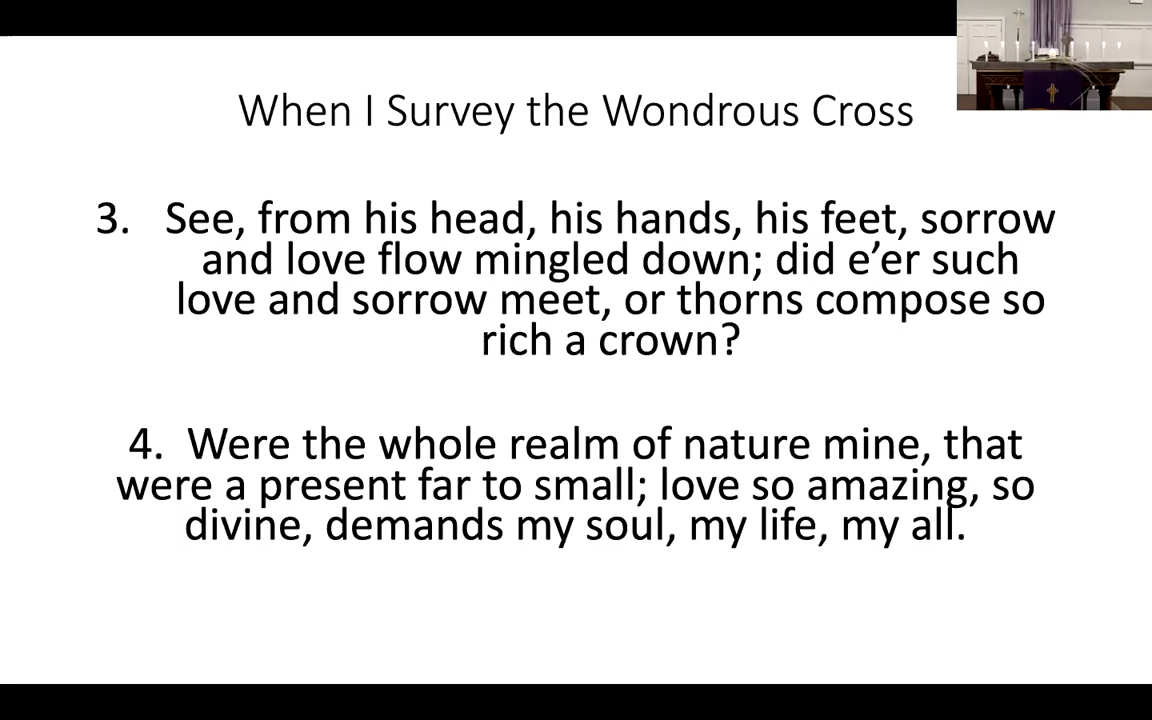 When I Survey the Wondrous Cross
3. See, from his head, his hands, his feet, sorrow
and love flow mingled down; did e’er such
love and sorrow meet, or thorns compose so
rich a crown?
4. Were the whole realm of nature mine, that
were a present far to small; love so amazing, so
divine, demands my soul, my life, my all.